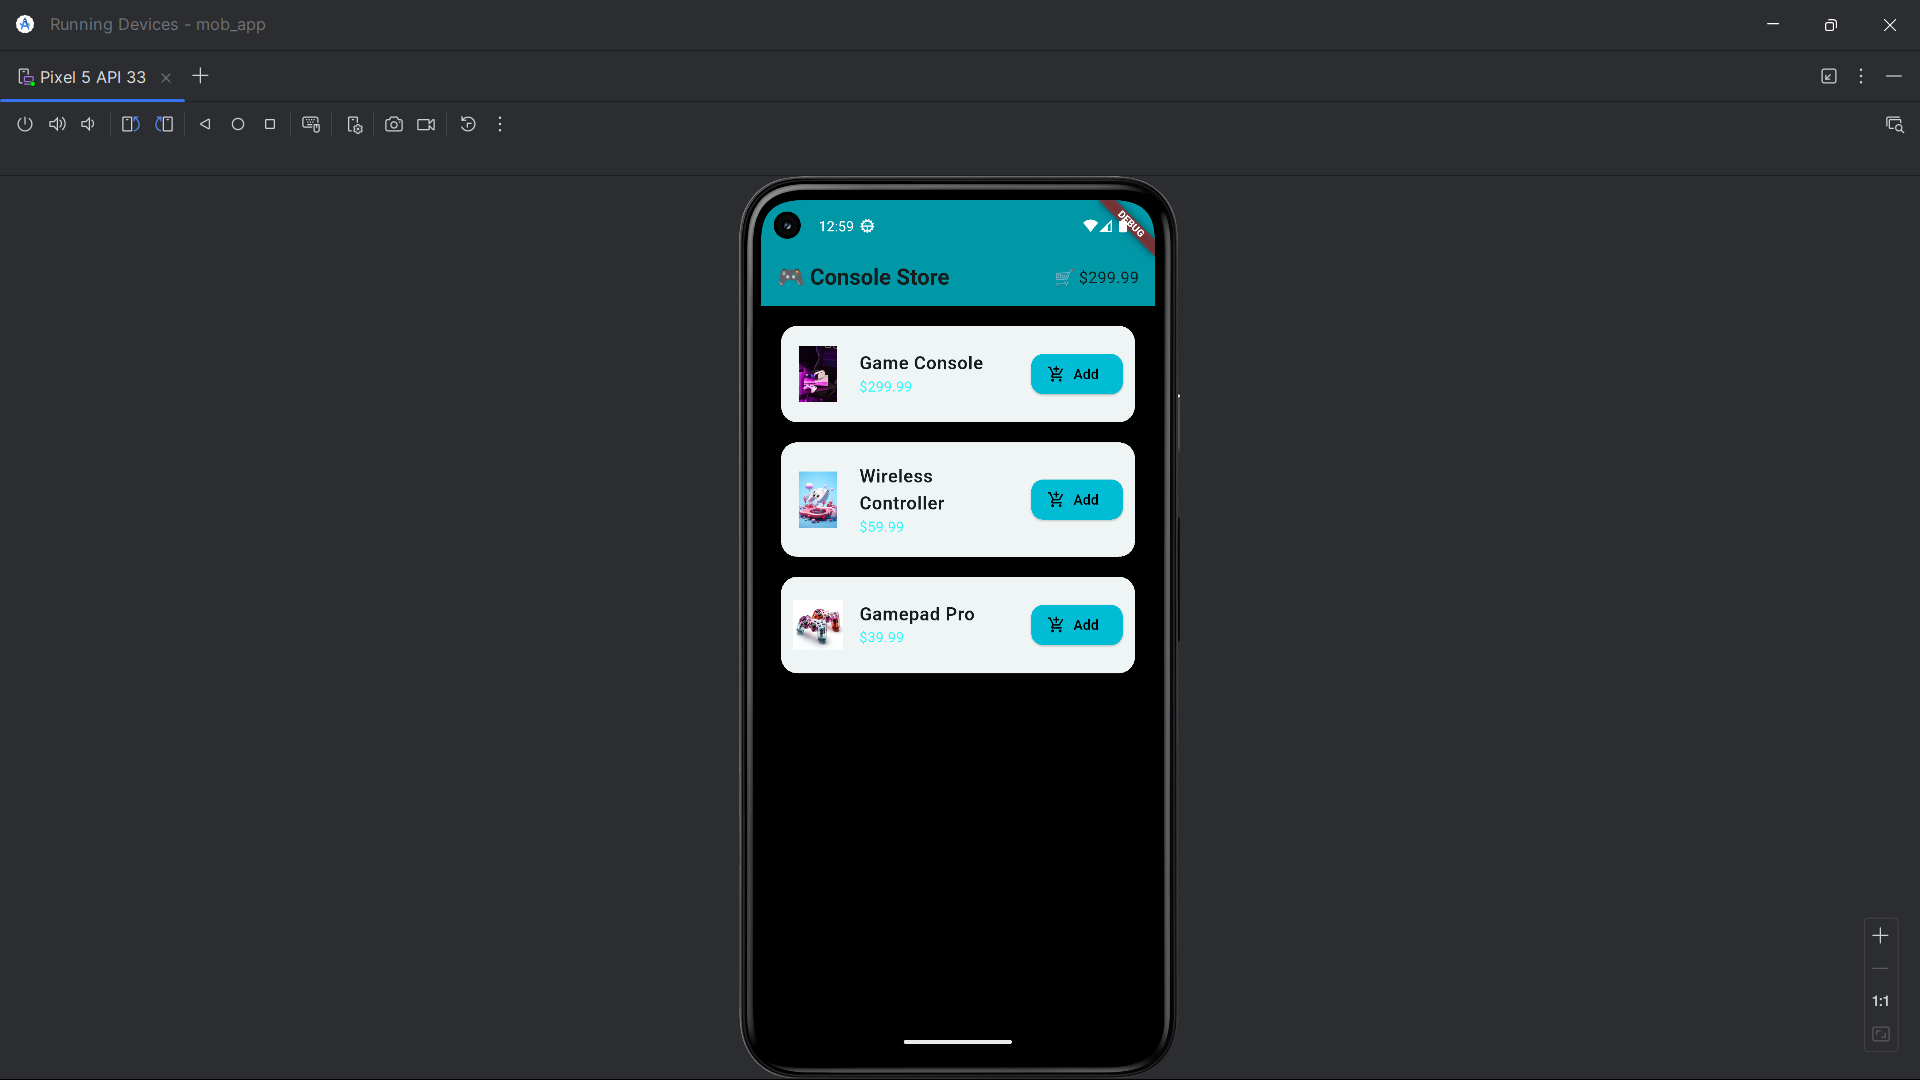 Running Devices - mob_app
Pixel 5 API 33
12:59
DEBUG
🎮 Console Store
🛒 $299.99
Game Console
$299.99
Add
Wireless
Controller
$59.99
Add
Gamepad Pro
$39.99
Add
1:1